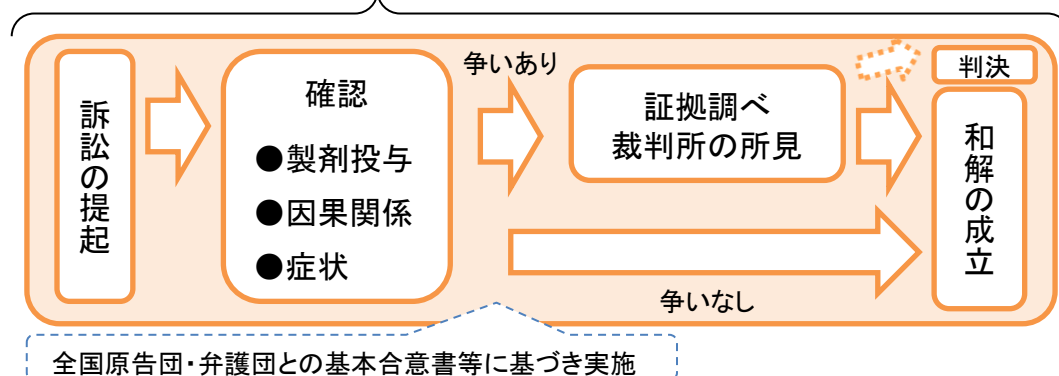 訴訟の提起
確認
●製剤投与
●因果関係
●症状
争いあり
証拠調べ
裁判所の所見
判決
和解の成立
争いなし
全国原告団・弁護団との基本合意書等に基づき実施